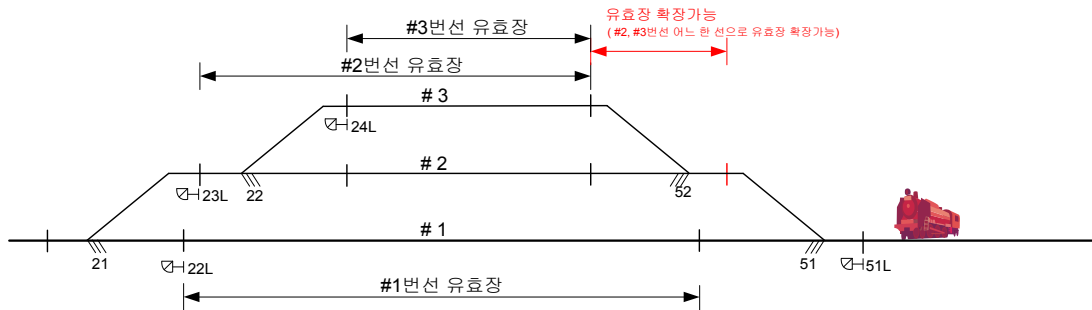 #3번선 유효장
유효장 확장가능
( #2, #3번선 어느 한 선으로 유효장 확장가능)
#2번선 유효장
# 3
24L
# 2
23L
22
52
# 1
21
22L
51
51L
#1번선 유효장